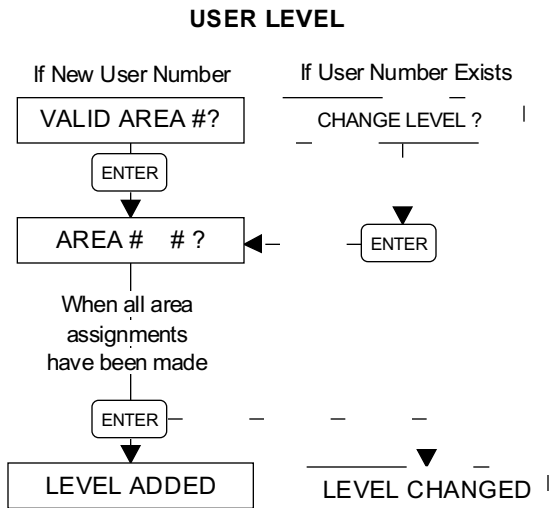 USER LEVEL
If New User Number
If User Number Exists
VALID AREA #?
CHANGE LEVEL ?
ENTER
AREA # # ?
ENTER
When all area
assignments
have been made
ENTER
LEVEL ADDED
LEVEL CHANGED